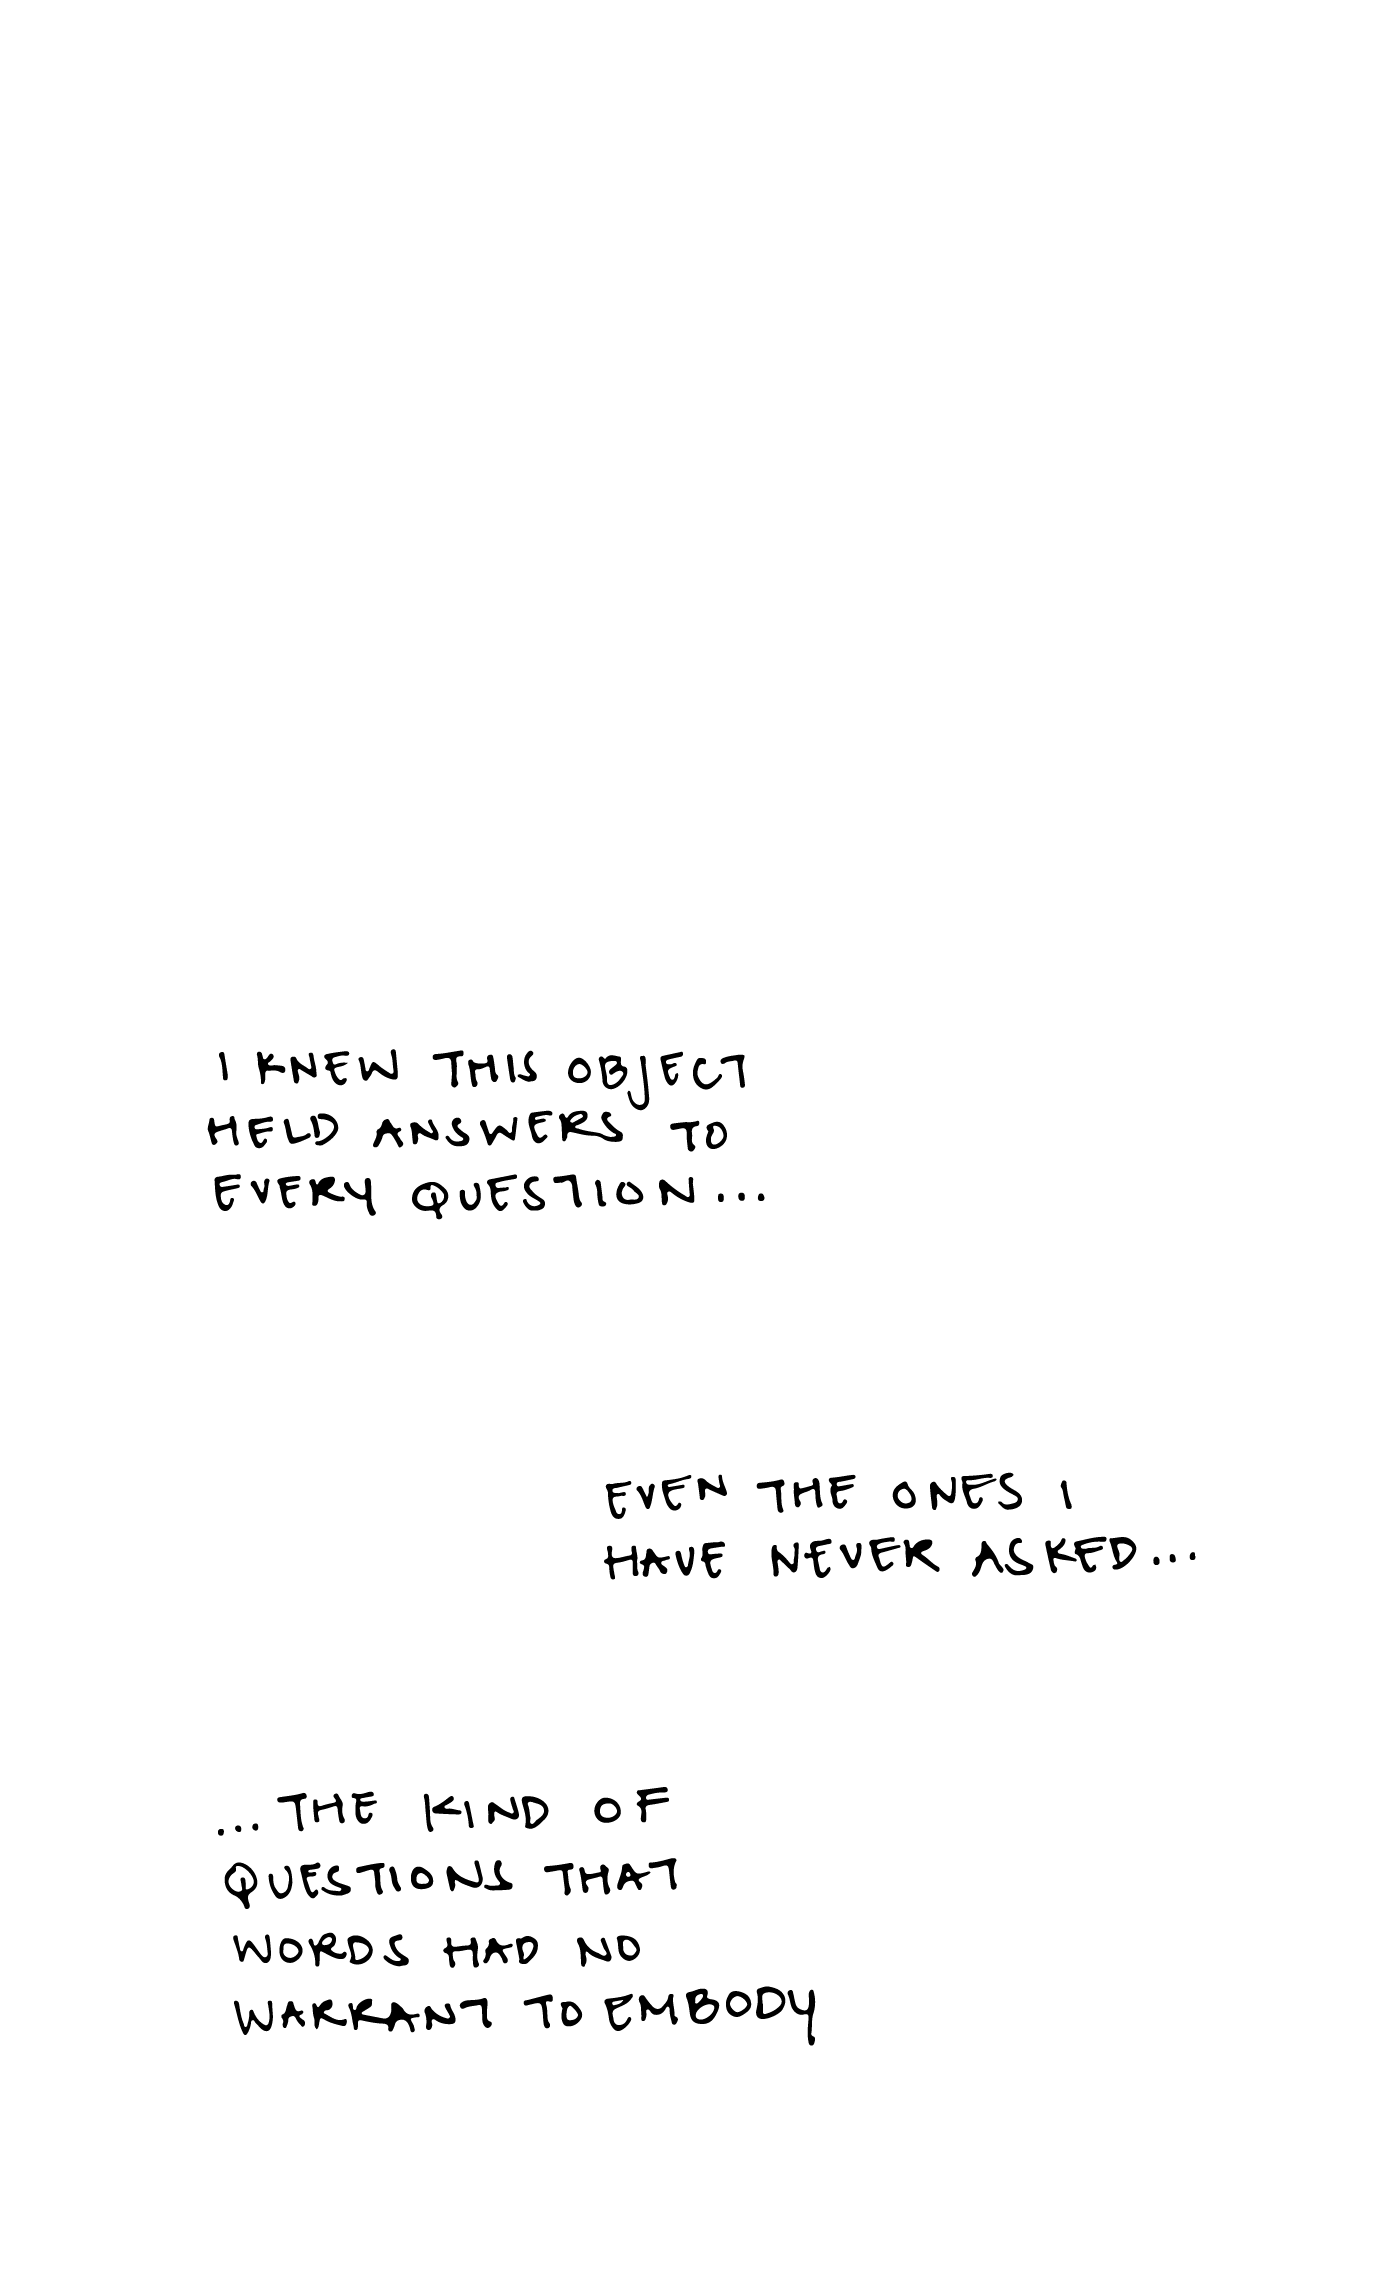 I KNEW THIS OBJECT
HELD ANSWERS TO
EVERY QUESTION...
EVEN THE ONES I
HAVE NEVER ASKED...
...THE KIND OF
QUESTIONS THAT
WORDS HAD NO
WARRANT TO EMBODY